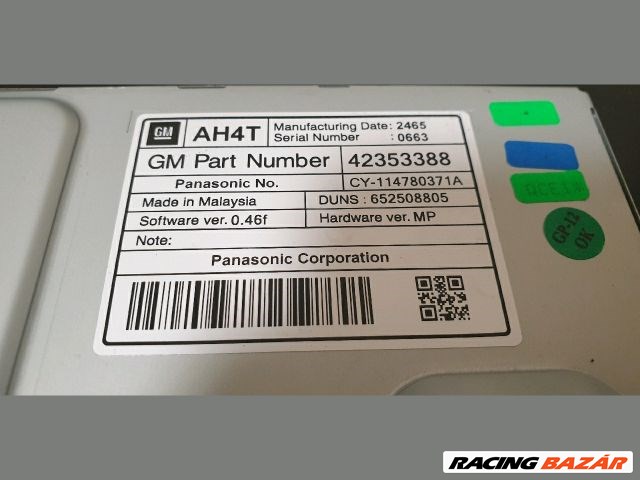 GM AH4T Manufacturing Date: 2465
Serial Number : 0663
GM Part Number 42353388
Panasonic No. CY-114780371A
Made in Malaysia DUNS : 652508805
Software ver. 0.46f Hardware ver. MP
Note:
Panasonic Corporation
GP-12
OK
RACING BAZÁR.HU